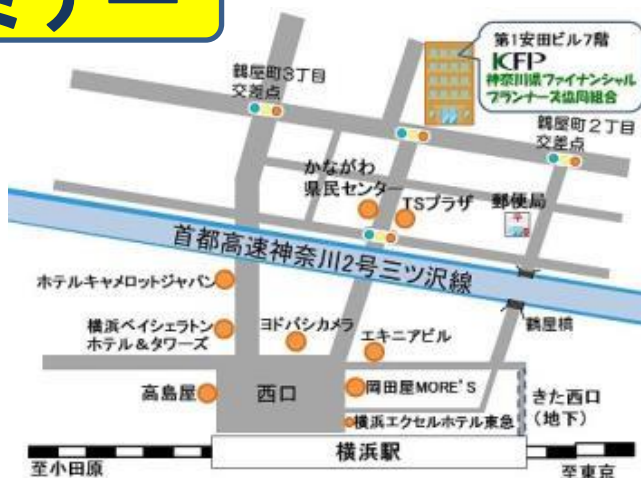 ミナー
第1安田ビル7階
KFP
神奈川県ファイナンシャル
プランナーズ協同組合
鶴屋町3丁目
交差点
鶴屋町2丁目
交差点
かながわ
県民センター
TSプラザ
郵便局
首都高速神奈川2号三ツ沢線
ホテルキャメロットジャパン
鶴屋橋
横浜ベイシェラトン
ホテル&タワーズ
ヨドバシカメラ
エキニアビル
高島屋
西口
岡田屋MORE'S
きた西口
(地下)
横浜エクセルホテル東急
横浜駅
至小田原
至東京